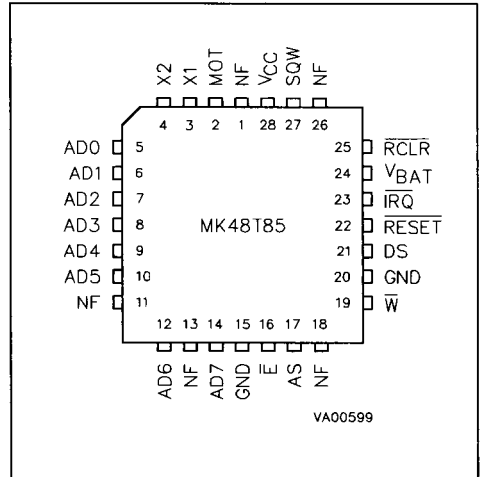 X2 X1 MOT NF VCC SQW NF
4 3 2 1 28 27 26
AD0 5 25 RCLR
AD1 6 24 VBAT
AD2 7 23 IRQ
AD3 8 MK48T85 22 RESET
AD4 9 21 DS
AD5 10 20 GND
NF 11 19 W
12 13 14 15 16 17 18
AD6 NF AD7 GND E AS NF
VA00599